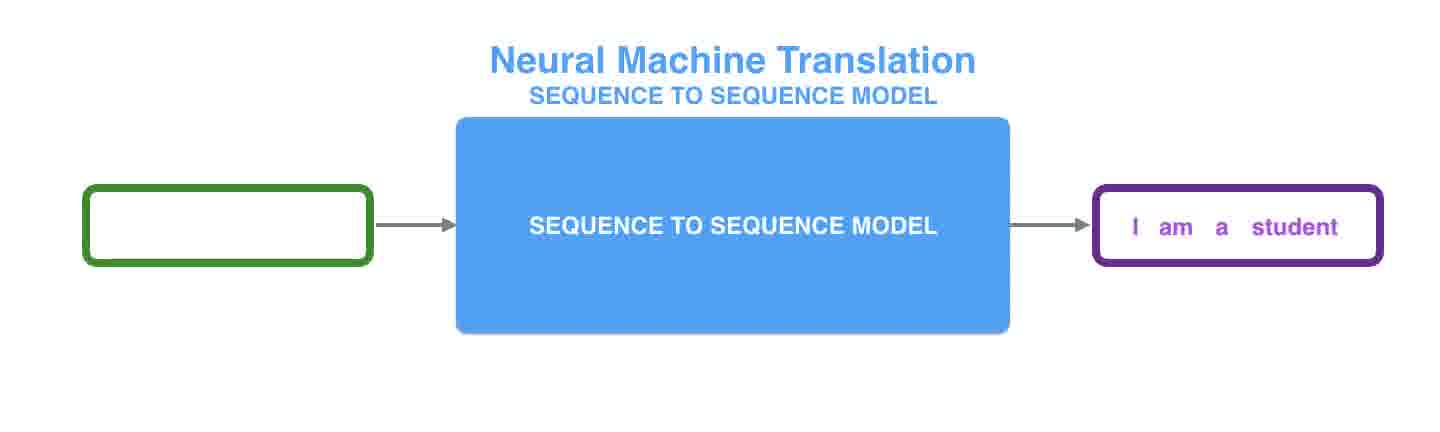 Neural Machine Translation
SEQUENCE TO SEQUENCE MODEL
SEQUENCE TO SEQUENCE MODEL
I am a student